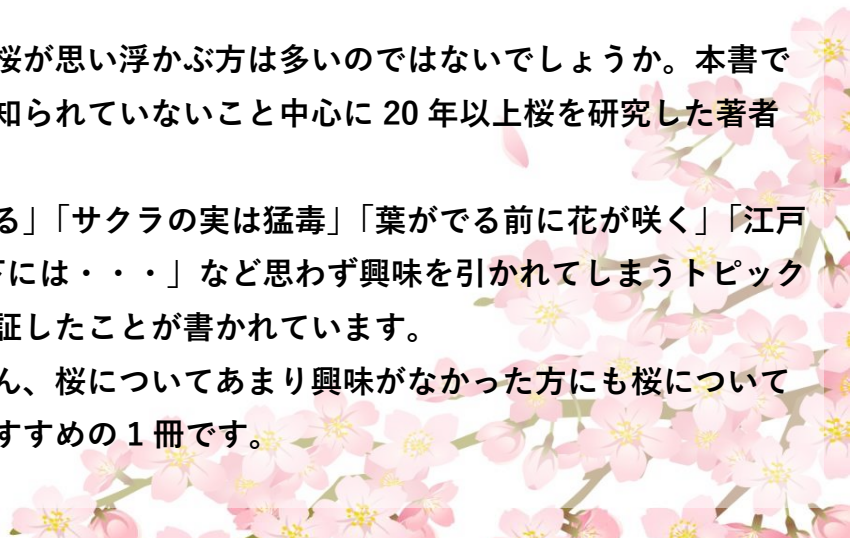 桜が思い浮かぶ方は多いのではないでしょうか。本書で
知られていないこと中心に 20 年以上桜を研究した著者
る」「サクラの実は猛毒」「葉がでる前に花が咲く」「江戸
下には・・・」など思わず興味を引かれてしまうトピック
証したことが書かれています。
ん、桜についてあまり興味がなかった方にも桜について
すすめの 1 冊です。